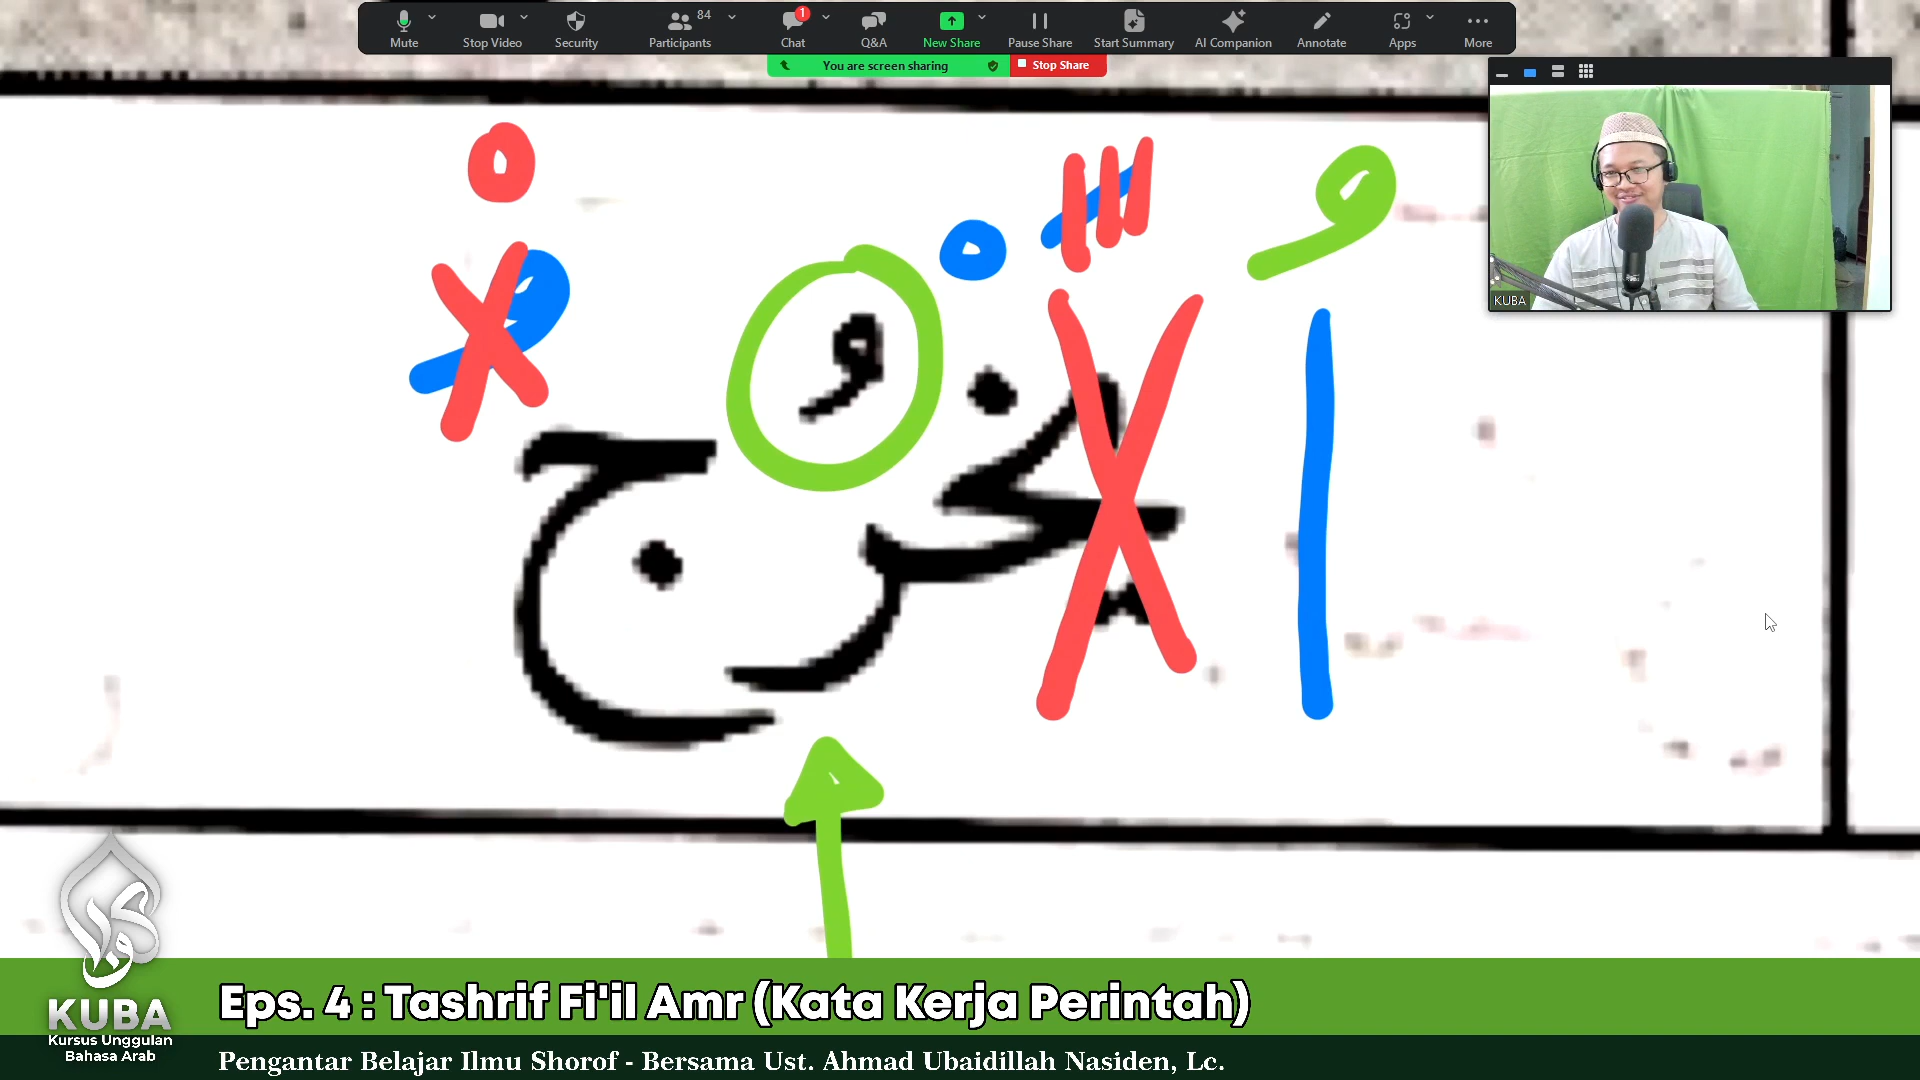 Mute
Stop Video
Security
Participants 84
Chat 1
Q&A
New Share
Pause Share
Start Summary
AI Companion
Annotate
Apps
More
You are screen sharing
Stop Share
KUBA
يخرُج
اُ
KUBA
Kursus Unggulan
Bahasa Arab
Eps. 4 : Tashrif Fi'il Amr (Kata Kerja Perintah)
Pengantar Belajar Ilmu Shorof - Bersama Ust. Ahmad Ubaidillah Nasiden, Lc.